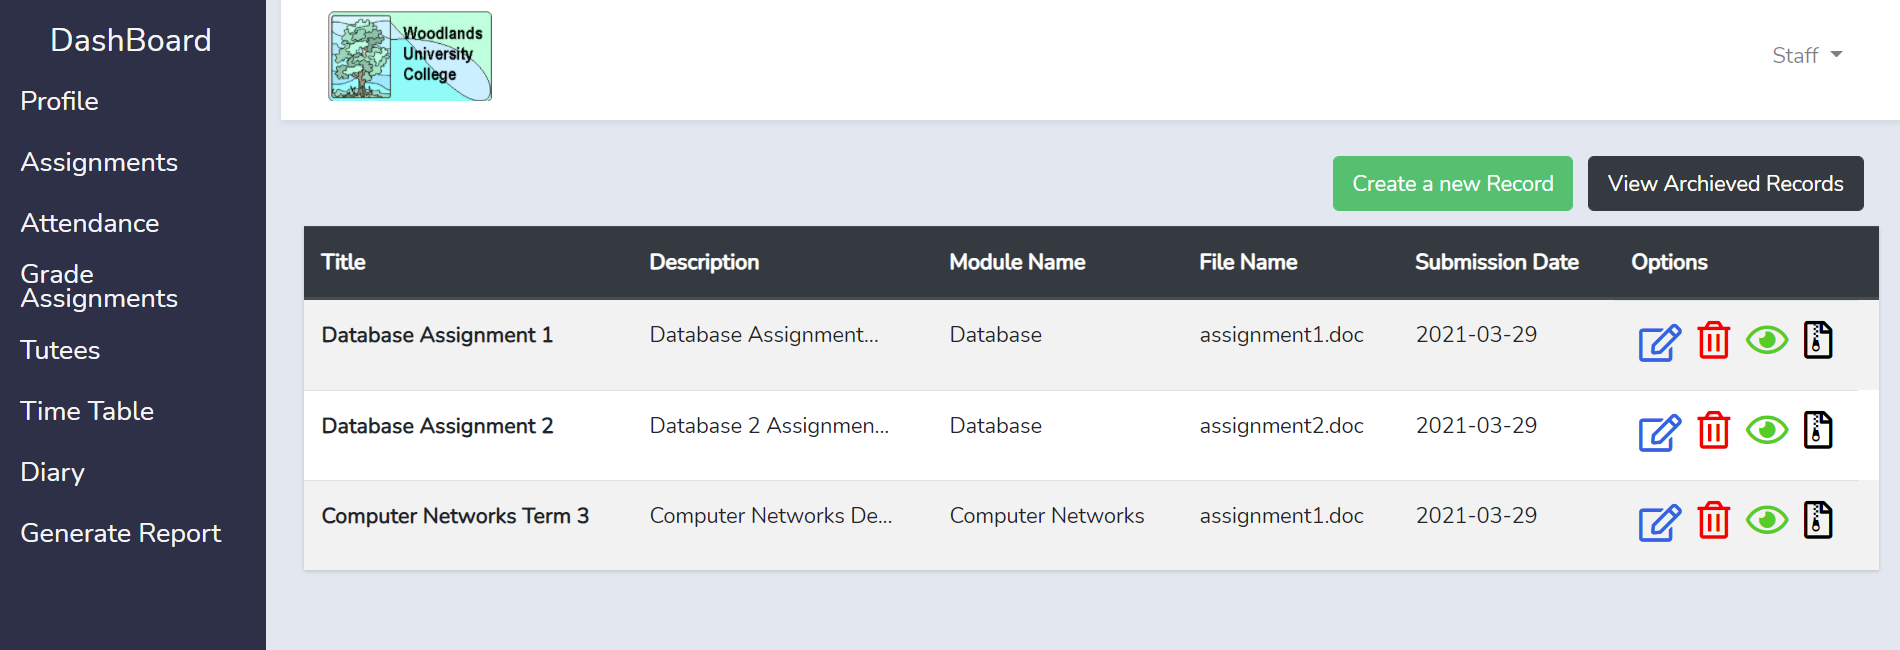 DashBoard
Profile
Assignments
Attendance
Grade
Assignments
Tutees
Time Table
Diary
Generate Report
Woodlands
University
College
Staff
Create a new Record
View Archieved Records
Title Description Module Name File Name Submission Date Options
Database Assignment 1 Database Assignment... Database assignment1.doc 2021-03-29
Database Assignment 2 Database 2 Assignmen... Database assignment2.doc 2021-03-29
Computer Networks Term 3 Computer Networks De... Computer Networks assignment1.doc 2021-03-29